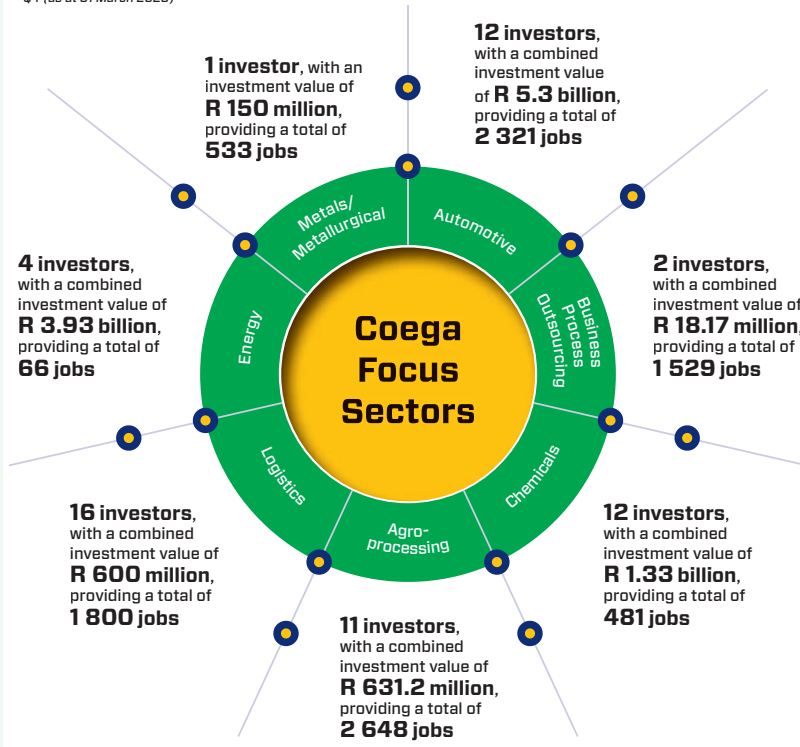 1 investor, with an
investment value of
R 150 million,
providing a total of
533 jobs
12 investors,
with a combined
investment value
of R 5.3 billion,
providing a total of
2 321 jobs
Metals/
Metallurgical
Automotive
4 investors,
with a combined
investment value of
R 3.93 billion,
providing a total of
66 jobs
Energy
Coega
Focus
Sectors
Business
Process
Outsourcing
2 investors,
with a combined
investment value of
R 18.17 million,
providing a total of
1 529 jobs
Logistics
Agro-
processing
Chemicals
16 investors,
with a combined
investment value of
R 600 million,
providing a total of
1 800 jobs
11 investors,
with a combined
investment value of
R 631.2 million,
providing a total of
2 648 jobs
12 investors,
with a combined
investment value of
R 1.33 billion,
providing a total of
481 jobs